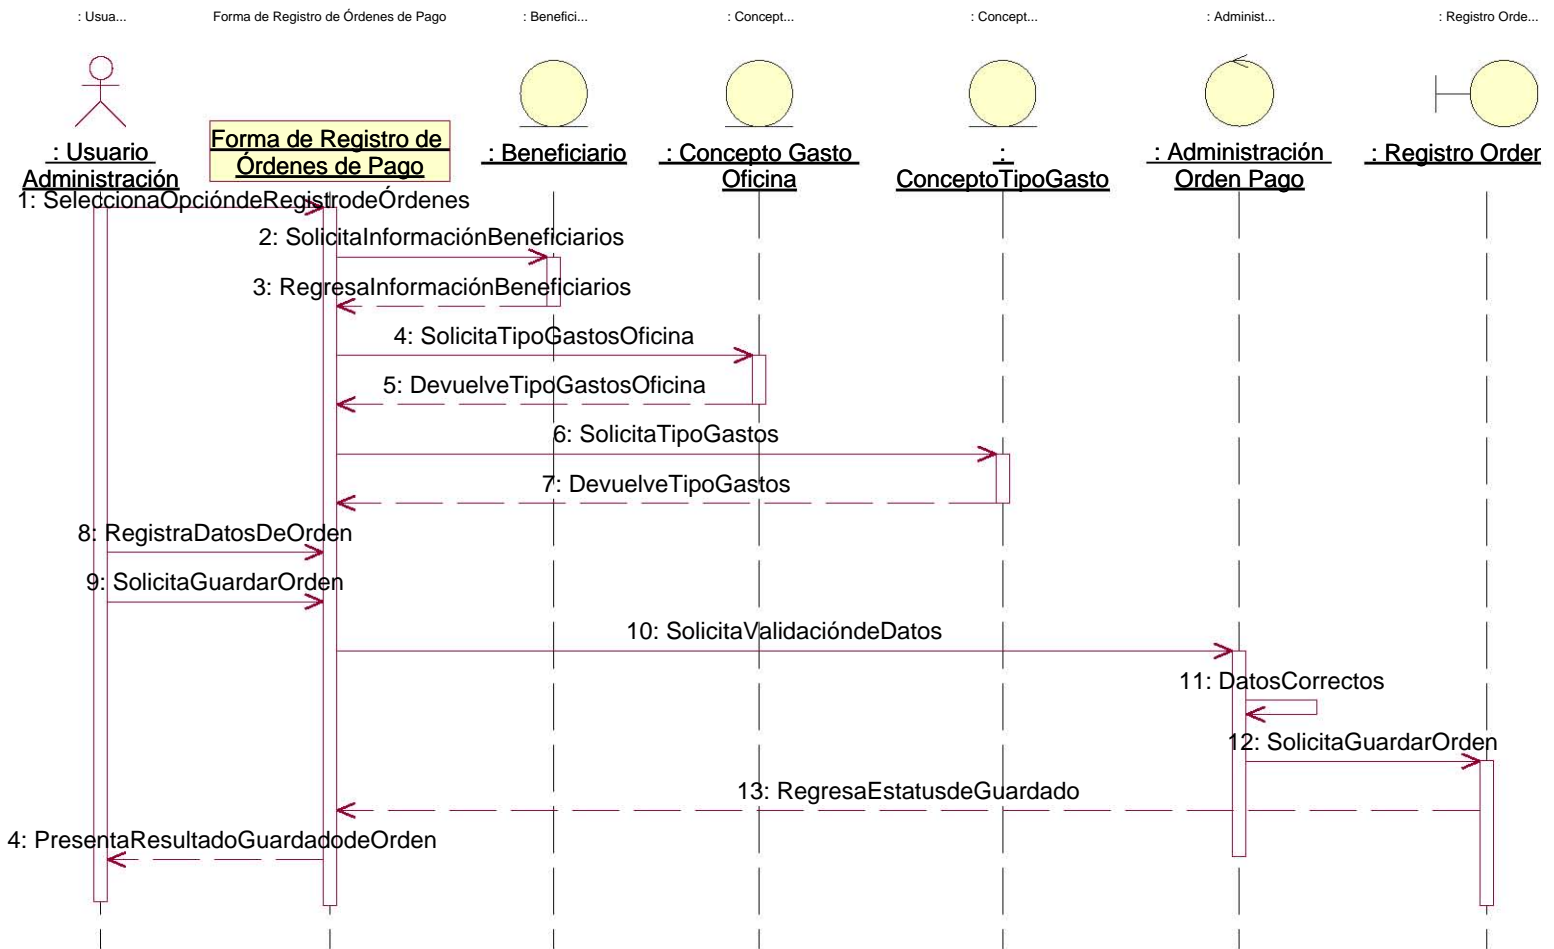 : Usua...
Forma de Registro de Órdenes de Pago
: Benefici...
: Concept...
: Concept...
: Administ...
: Registro Orde...
: Usuario
Administración
Forma de Registro de
Órdenes de Pago
: Beneficiario
: Concepto Gasto
Oficina
:
ConceptoTipoGasto
: Administración
Orden Pago
: Registro Orden
1: SeleccionaOpcióndeRegistrodeÓrdenes
2: SolicitaInformaciónBeneficiarios
3: RegresaInformaciónBeneficiarios
4: SolicitaTipoGastosOficina
5: DevuelveTipoGastosOficina
6: SolicitaTipoGastos
7: DevuelveTipoGastos
8: RegistraDatosDeOrden
9: SolicitaGuardarOrden
10: SolicitaValidacióndeDatos
11: DatosCorrectos
12: SolicitaGuardarOrden
13: RegresaEstatusdeGuardado
4: PresentaResultadoGuardadodeOrden